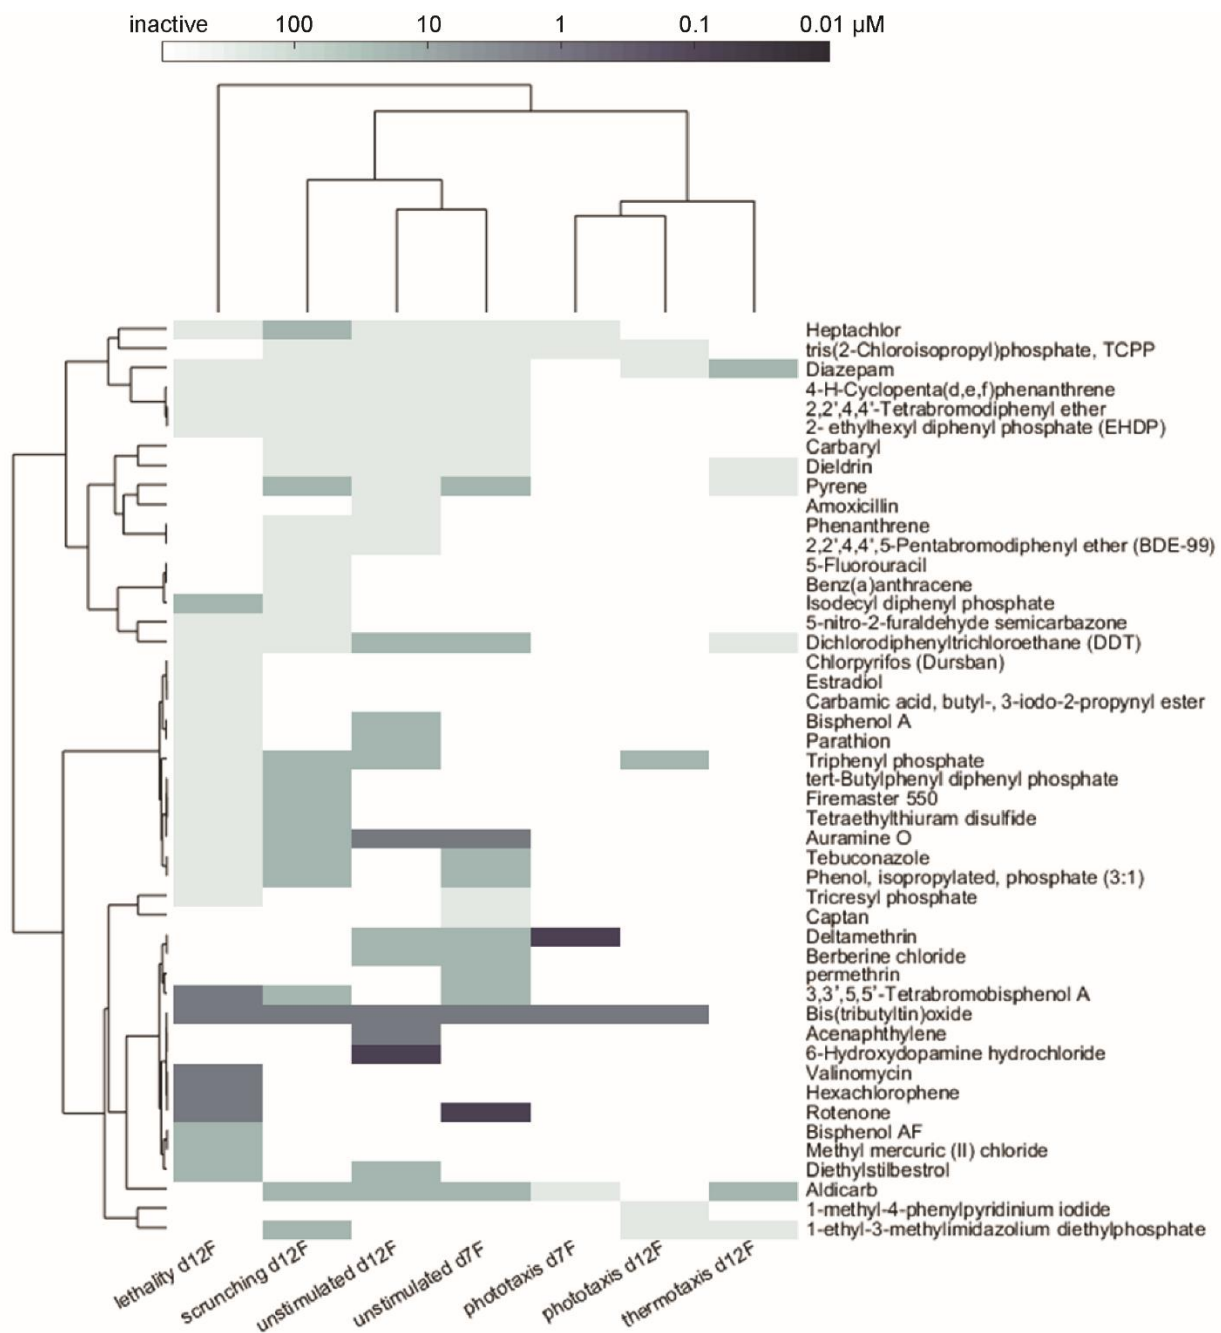 inactive 100 10 1 0.1 0.01 µM
Heptachlor
tris(2-Chloroisopropyl)phosphate, TCPP
Diazepam
4-H-Cyclopenta(d,e,f)phenanthrene
2,2',4,4'-Tetrabromodiphenyl ether
2- ethylhexyl diphenyl phosphate (EHDP)
Carbaryl
Dieldrin
Pyrene
Amoxicillin
Phenanthrene
2,2',4,4',5-Pentabromodiphenyl ether (BDE-99)
5-Fluorouracil
Benz(a)anthracene
Isodecyl diphenyl phosphate
5-nitro-2-furaldehyde semicarbazone
Dichlorodiphenyltrichloroethane (DDT)
Chlorpyrifos (Dursban)
Estradiol
Carbamic acid, butyl-, 3-iodo-2-propynyl ester
Bisphenol A
Parathion
Triphenyl phosphate
tert-Butylphenyl diphenyl phosphate
Firemaster 550
Tetraethylthiuram disulfide
Auramine O
Tebuconazole
Phenol, isopropylated, phosphate (3:1)
Tricresyl phosphate
Captan
Deltamethrin
Berberine chloride
permethrin
3,3',5,5'-Tetrabromobisphenol A
Bis(tributyltin)oxide
Acenaphthylene
6-Hydroxydopamine hydrochloride
Valinomycin
Hexachlorophene
Rotenone
Bisphenol AF
Methyl mercuric (II) chloride
Diethylstilbestrol
Aldicarb
1-methyl-4-phenylpyridinium iodide
1-ethyl-3-methylimidazolium diethylphosphate
lethality d12F
scrunching d12F
unstimulated d12F
unstimulated d7F
phototaxis d7F
phototaxis d12F
thermotaxis d12F